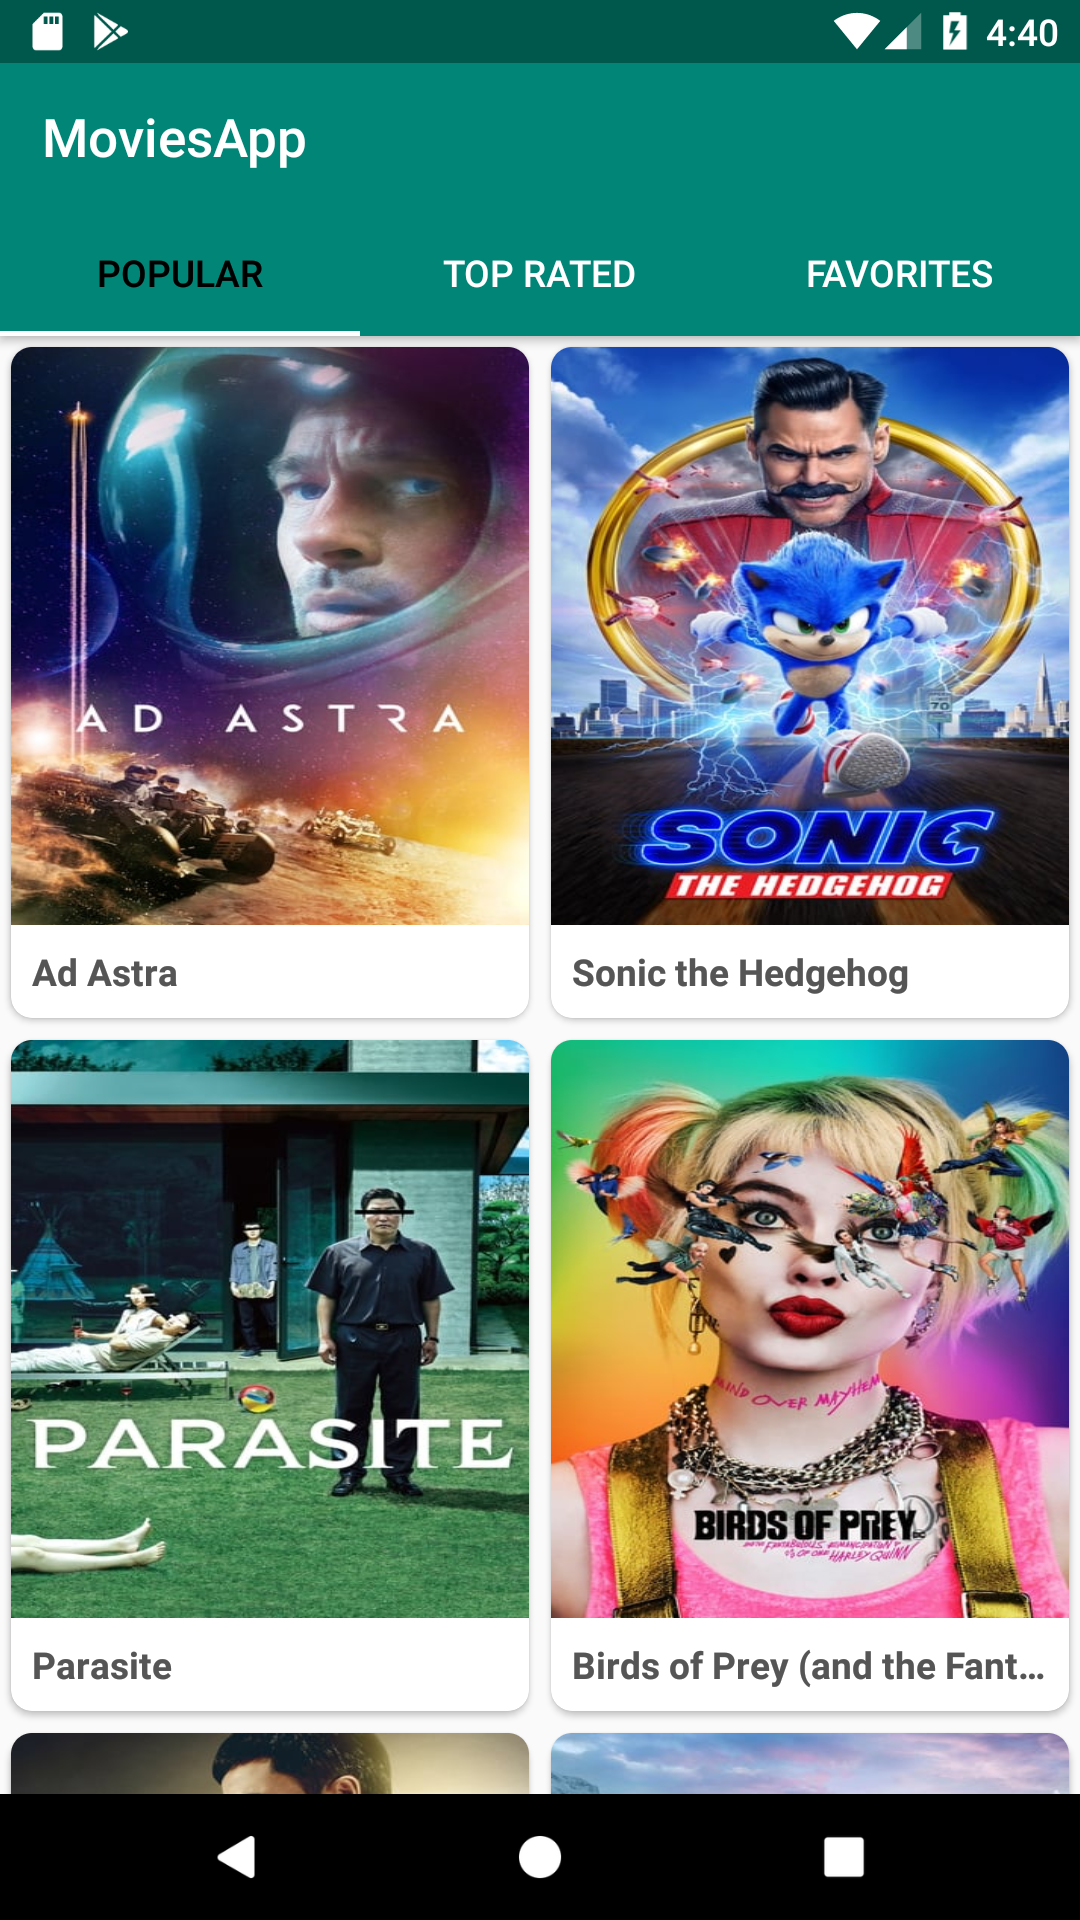 4:40
MoviesApp
POPULAR
TOP RATED
FAVORITES
AD ASTRA
70
SONIC
THE HEDGEHOG
Ad Astra
Sonic the Hedgehog
PARASITE
MIND OVER MAYHEM
BIRDS OF PREY
AND THE FANTABULOUS EMANCIPATION
OF ONE HARLEY QUINN
Parasite
Birds of Prey (and the Fant...